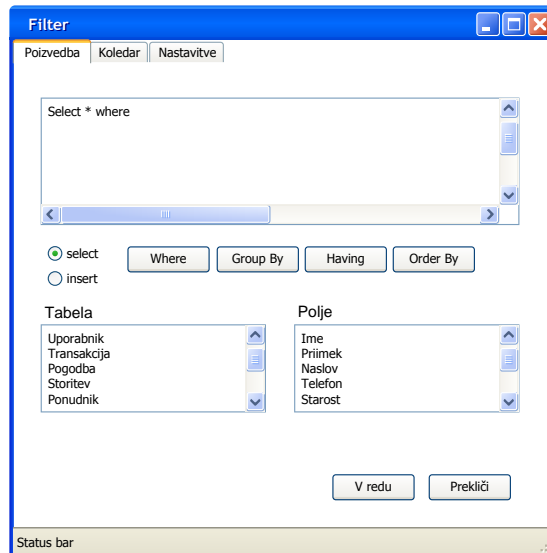 Filter
Poizvedba Koledar Nastavitve
Select * where
select
insert
Where Group By Having Order By
Tabela
Uporabnik
Transakcija
Pogodba
Storitev
Ponudnik
Polje
Ime
Priimek
Naslov
Telefon
Starost
V redu Prekliči
Status bar